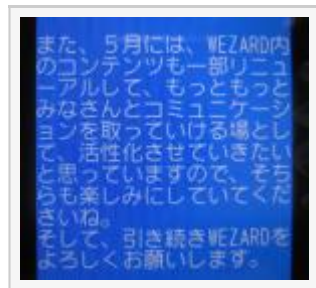 また、５月には、WEZARD内
のコンテンツも一部リニュ
ーアルして、もっともっと
みなさんとコミュニケーシ
ョンを取っていける場とし
て、活性化させていきたい
と思っていますので、そち
らも楽しみにしていてくだ
さいね。
そして、引き続きWEZARDを
よろしくお願いします。